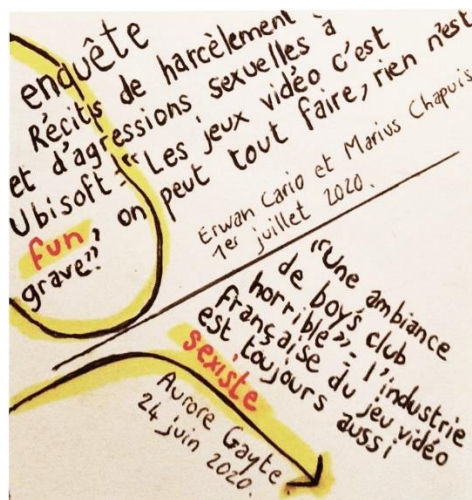 enquête
Récits de harcèlement
et d'agressions sexuelles à
Ubisoft : "Les jeux vidéo c'est
fun, on peut tout faire, rien n'est
grave"
Erwan Cario et Marius Chapuis
1er juillet 2020.
"Une ambiance
de boys club
horrible" : l'industrie
française du jeu vidéo
est toujours aussi
sexiste
Aurore Gayte
24 juin 2020.